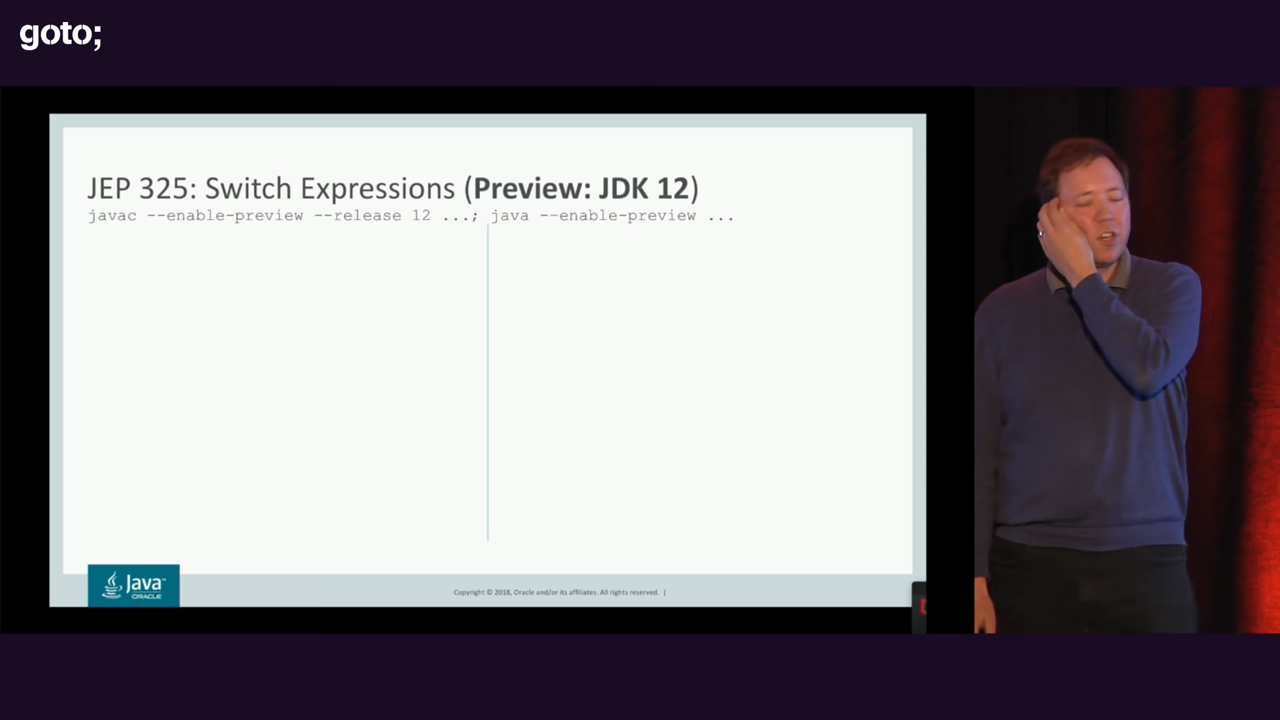 goto;
JEP 325: Switch Expressions (Preview: JDK 12)
javac --enable-preview --release 12 ...; java --enable-preview ...
Java™
ORACLE
Copyright © 2018, Oracle and/or its affiliates. All rights reserved. |